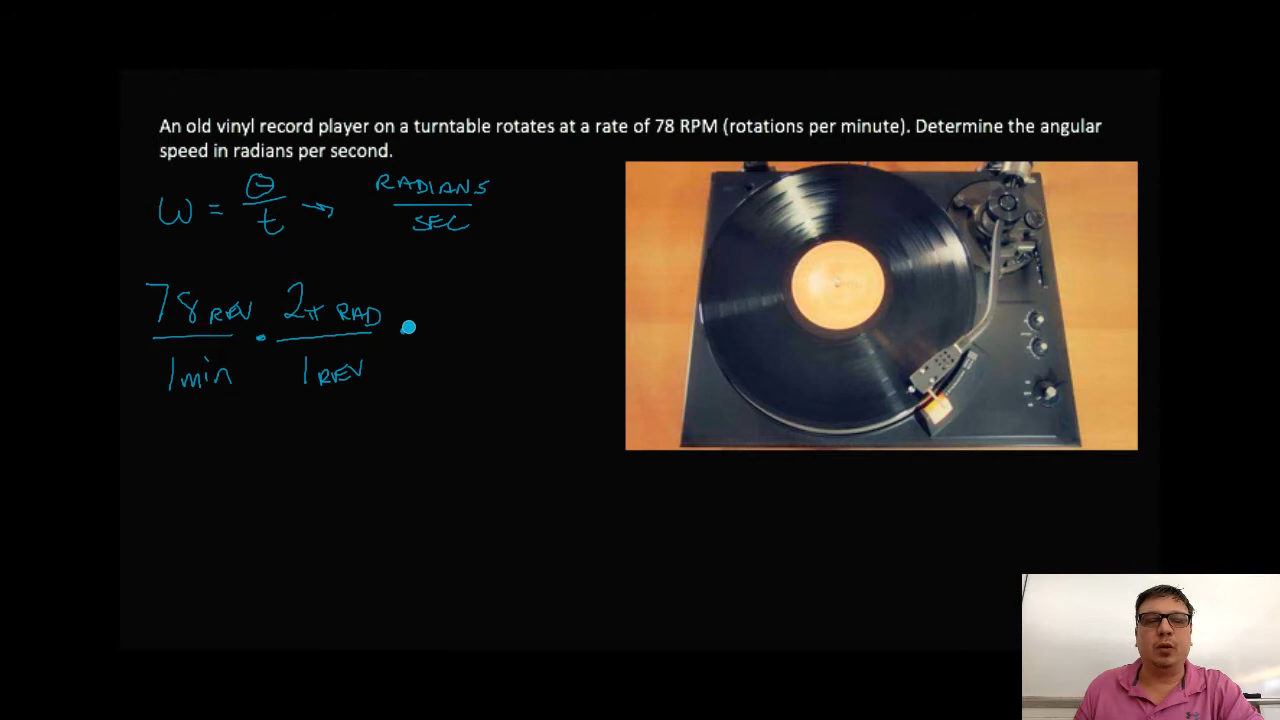 An old vinyl record player on a turntable rotates at a rate of 78 RPM (rotations per minute). Determine the angular
speed in radians per second.
ω = θ/t → RADIANS/SEC
78 REV/1 min · 2π RAD/1 REV ·